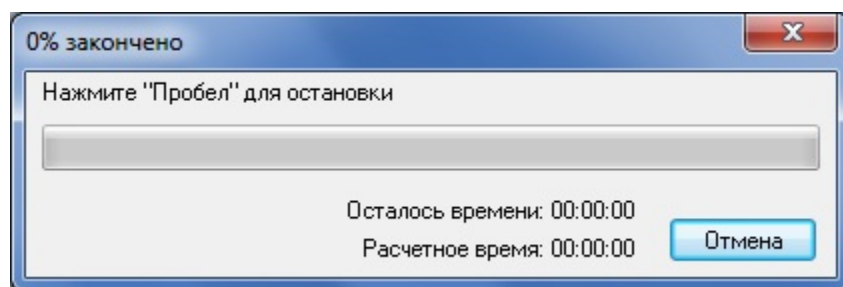 0% закончено
Нажмите "Пробел" для остановки
Осталось времени: 00:00:00
Расчетное время: 00:00:00
Отмена